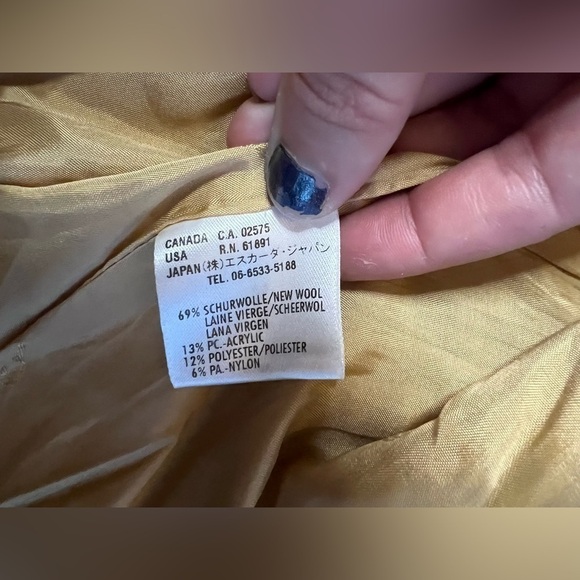 CANADA C.A. 02575
USA R.N. 61891
JAPAN(株)エスカーダ・ジャパン
TEL. 06-6533-5188
69% SCHURWOLLE/NEW WOOL
LAINE VIERGE/SCHEERWOL
LANA VIRGEN
13% PC.-ACRYLIC
12% POLYESTER/POLIESTER
6% PA.-NYLON